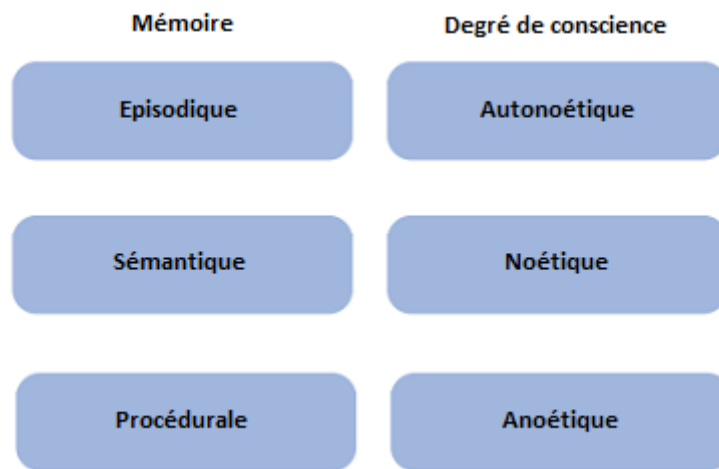 Mémoire
Degré de conscience
Episodique
Autonoétique
Sémantique
Noétique
Procédurale
Anoétique